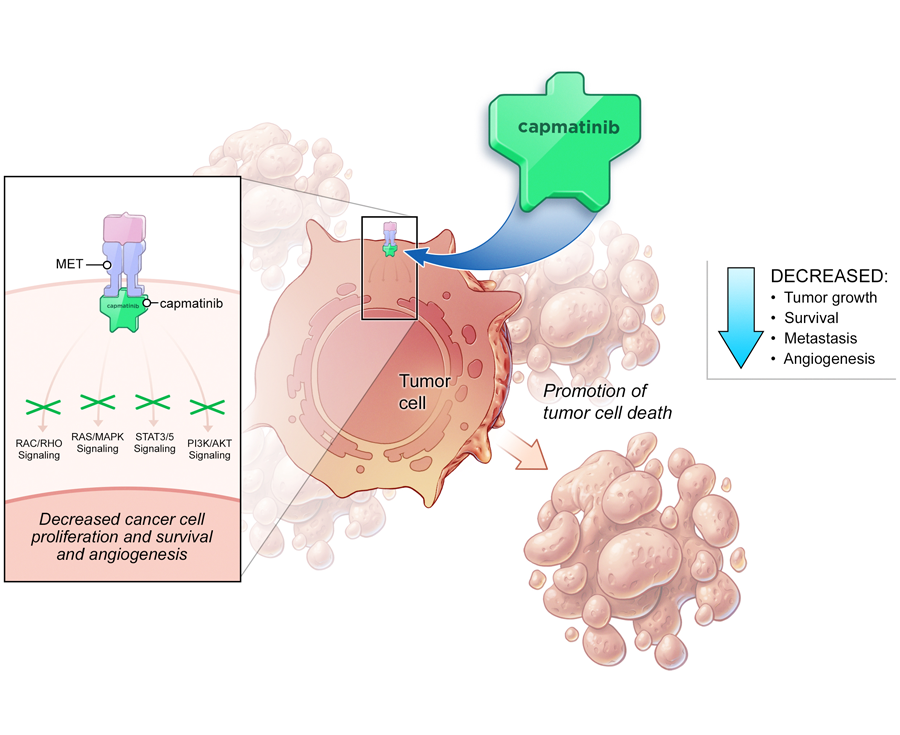 capmatinib
MET
capmatinib
capmatinib
RAC/RHO
Signaling
RAS/MAPK
Signaling
STAT3/5
Signaling
PI3K/AKT
Signaling
Decreased cancer cell
proliferation and survival
and angiogenesis
Tumor
cell
Promotion of
tumor cell death
DECREASED:
• Tumor growth
• Survival
• Metastasis
• Angiogenesis